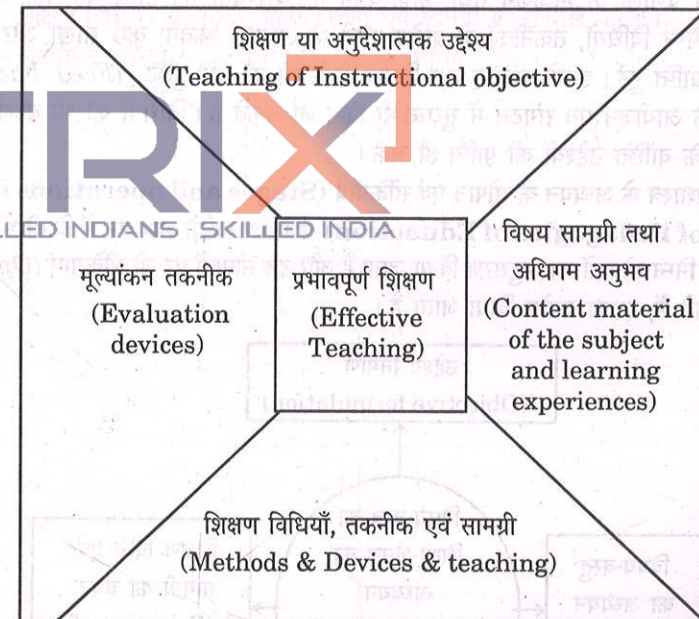 शिक्षण या अनुदेशात्मक उद्देश्य
(Teaching of Instructional objective)
TRIX
LLED INDIANS SKILLED INDIA
मूल्यांकन तकनीक
(Evaluation
devices)
प्रभावपूर्ण शिक्षण
(Effective
Teaching)
विषय सामग्री तथा
अधिगम अनुभव
(Content material
of the subject
and learning
experiences)
शिक्षण विधियाँ, तकनीक एवं सामग्री
(Methods & Devices & teaching)